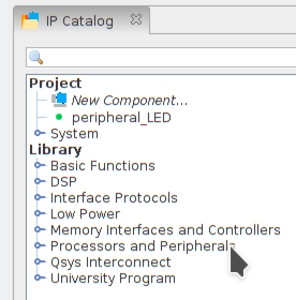 IP Catalog
Project
New Component...
peripheral_LED
System
Library
Basic Functions
DSP
Interface Protocols
Low Power
Memory Interfaces and Controllers
Processors and Peripherals
Qsys Interconnect
University Program